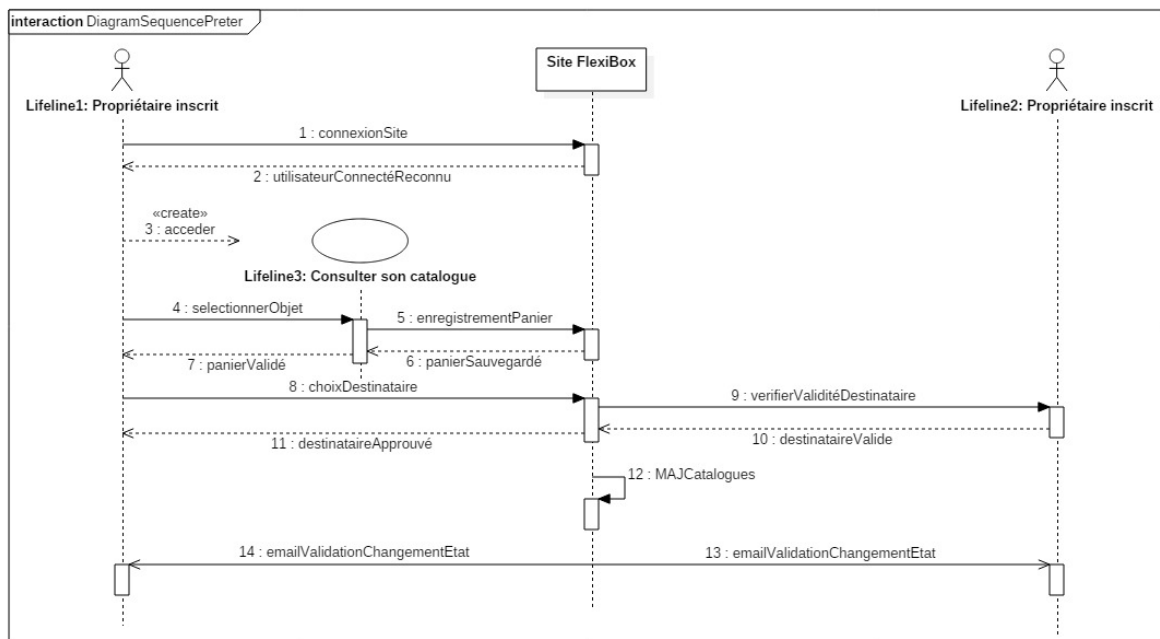 interaction DiagramSequencePreter
Site FlexiBox
Lifeline1: Propriétaire inscrit
Lifeline2: Propriétaire inscrit
1 : connexionSite
2 : utilisateurConnectéReconnu
«create»
3 : acceder
Lifeline3: Consulter son catalogue
4 : selectionnerObjet
5 : enregistrementPanier
6 : panierSauvegardé
7 : panierValidé
8 : choixDestinataire
9 : verifierValiditéDestinataire
10 : destinataireValide
11 : destinataireApprouvé
12 : MAJCatalogues
14 : emailValidationChangementEtat
13 : emailValidationChangementEtat